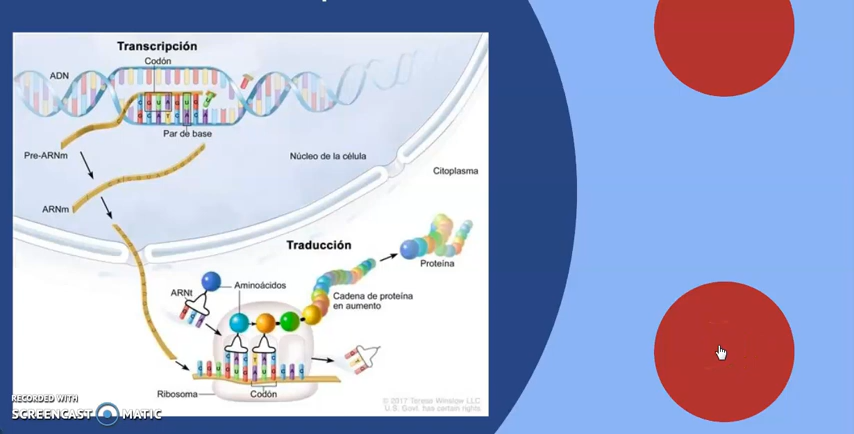 Transcripción
Codón
ADN
Par de base
Pre-ARNm
Núcleo de la célula
Citoplasma
ARNm
Traducción
Proteína
ARNt
Aminoácidos
Cadena de proteína
en aumento
Ribosoma
Codón
© 2017 Terese Winslow LLC
U.S. Govt. has certain rights
RECORDED WITH
SCREENCAST MATIC